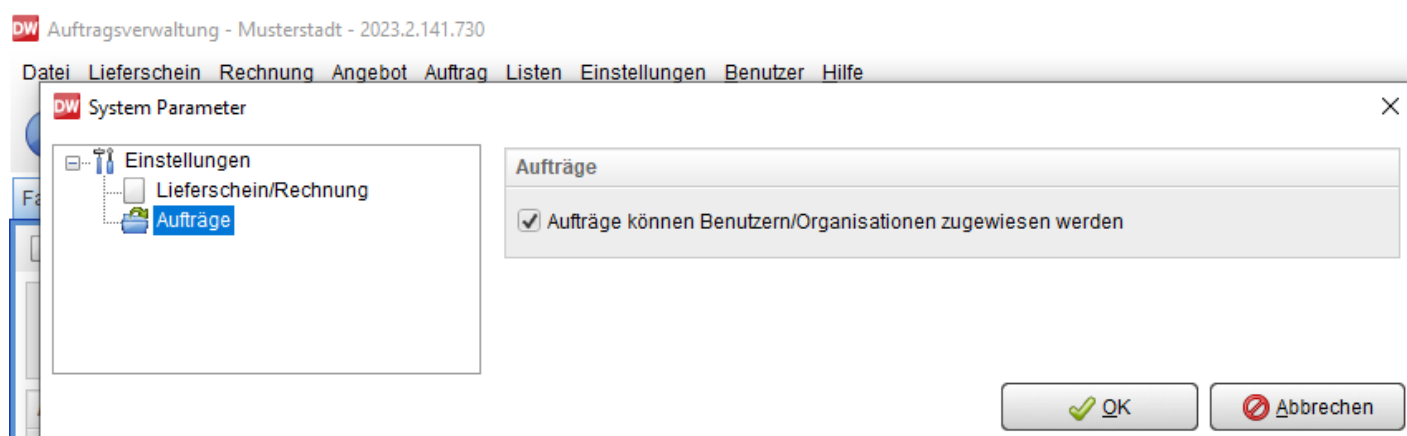 DW Auftragsverwaltung - Musterstadt - 2023.2.141.730
Datei Lieferschein Rechnung Angebot Auftrag Listen Einstellungen Benutzer Hilfe
DW System Parameter
Einstellungen
Lieferschein/Rechnung
Aufträge
Aufträge
Aufträge können Benutzern/Organisationen zugewiesen werden
OK Abbrechen